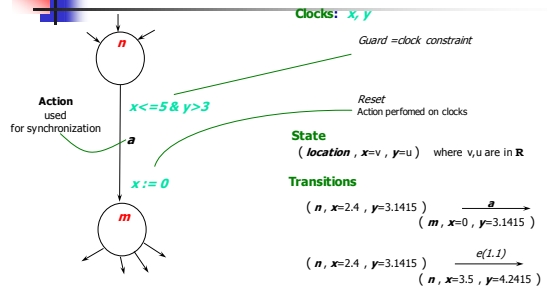 Clocks: x, y
n
Guard =clock constraint
Action
used
for synchronization
x<=5 & y>3
a
Reset
Action perfomed on clocks
x := 0
m
State
( location , x=v , y=u ) where v,u are in R
Transitions
( n , x=2.4 , y=3.1415 ) a
( m , x=0 , y=3.1415 )
( n , x=2.4 , y=3.1415 ) e(1.1)
( n , x=3.5 , y=4.2415 )